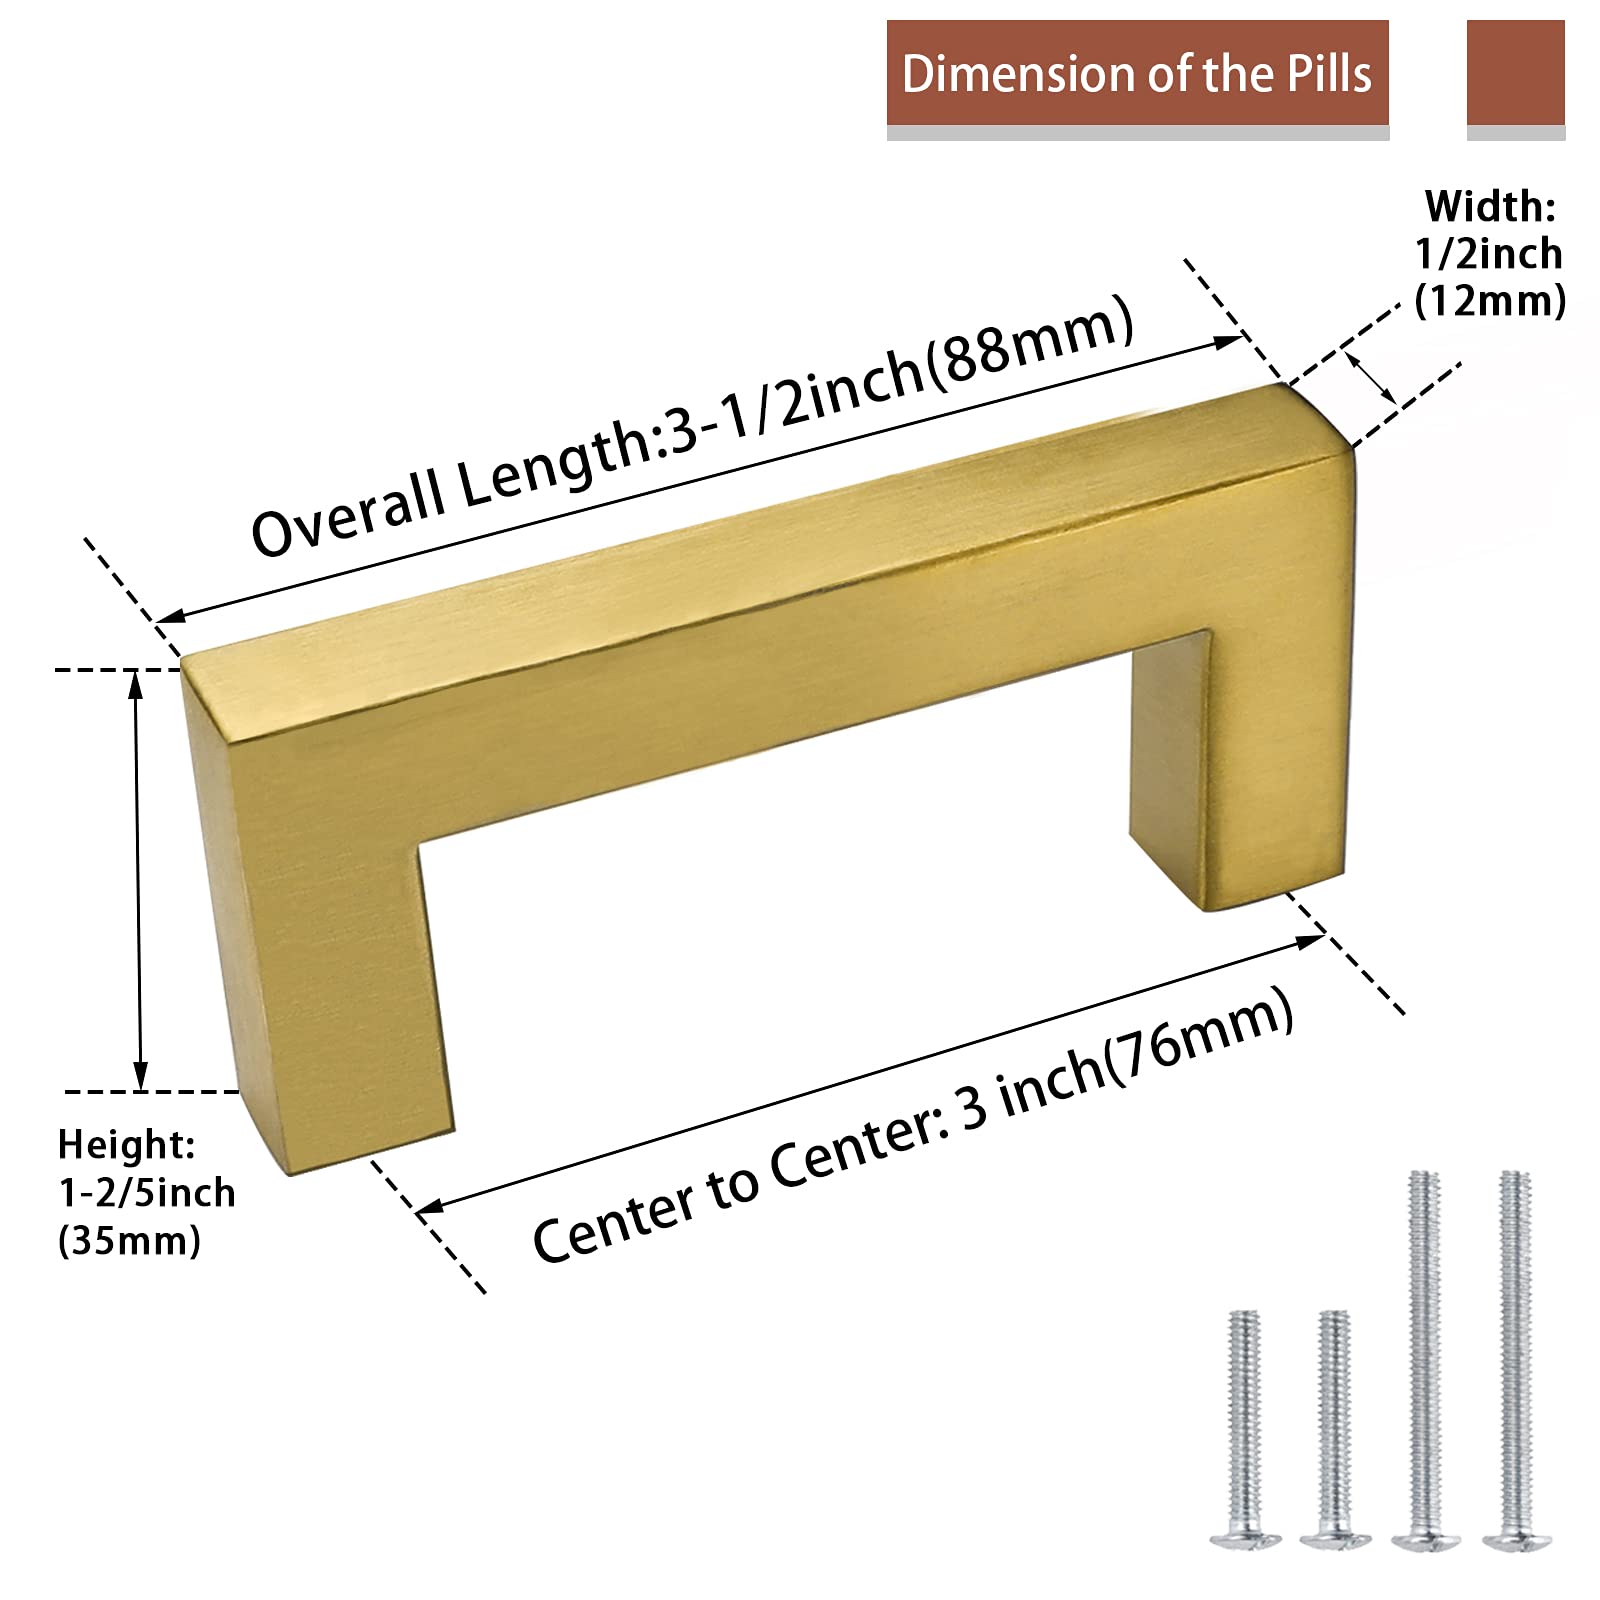 Dimension of the Pills
Width:
1/2inch
(12mm)
Overall Length:3-1/2inch(88mm)
Height:
1-2/5inch
(35mm)
Center to Center: 3 inch(76mm)